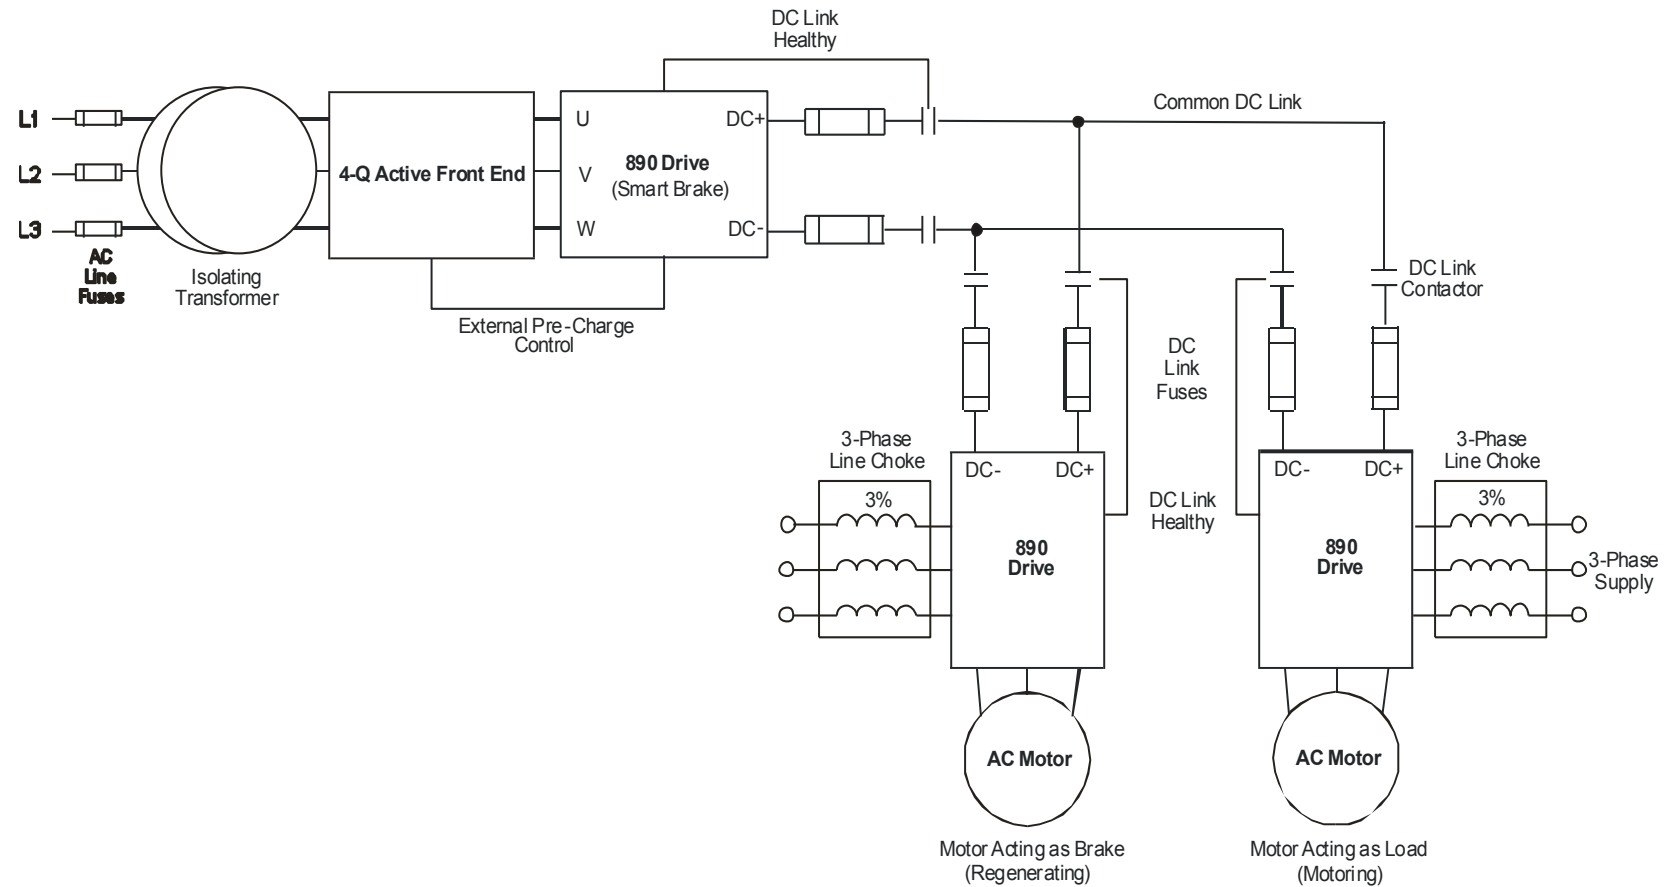 DC Link
Healthy
Common DC Link
L1
L2
L3
AC
Line
Fuses
Isolating
Transformer
4-Q Active Front End
U
V
W
890 Drive
(Smart Brake)
DC+
DC-
External Pre-Charge
Control
DC Link
Contactor
DC
Link
Fuses
3-Phase
Line Choke
3%
DC-
DC+
890
Drive
DC Link
Healthy
DC-
DC+
890
Drive
3-Phase
Line Choke
3%
3-Phase
Supply
AC Motor
AC Motor
Motor Acting as Brake
(Regenerating)
Motor Acting as Load
(Motoring)